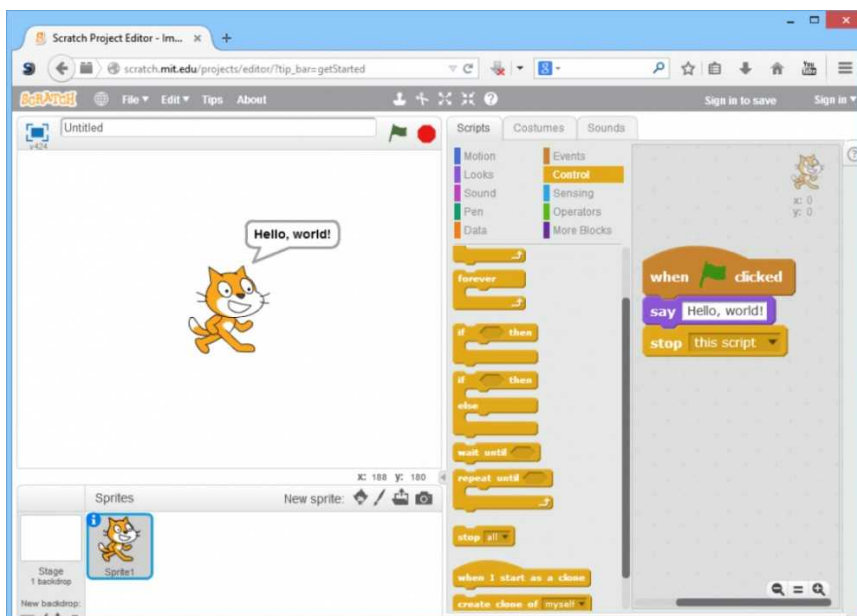 Scratch Project Editor - Im...
scratch.mit.edu/projects/editor/?tip_bar=getStarted
You
Tube
SCRATCH File Edit Tips About Sign in to save Sign in
v424
Untitled
Hello, world!
x: 188 y: 180
Sprites New sprite:
Stage
1 backdrop
New backdrop:
Sprite1
Scripts Costumes Sounds
Motion Events
Looks Control
Sound Sensing
Pen Operators
Data More Blocks
forever
if then
if then
else
wait until
repeat until
stop all
when I start as a clone
create clone of myself
x: 0
y: 0
when clicked
say Hello, world!
stop this script